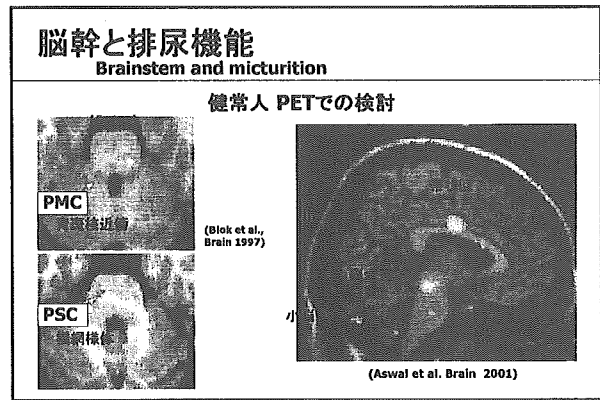 脳幹と排尿機能
Brainstem and micturition
健常人 PETでの検討
PMC
(Blok et al.,
Brain 1997)
PSC
(Aswal et al. Brain 2001)